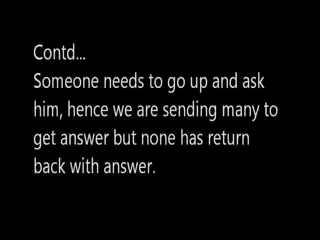 Contd...
Someone needs to go up and ask
him, hence we are sending many to
get answer but none has return
back with answer.